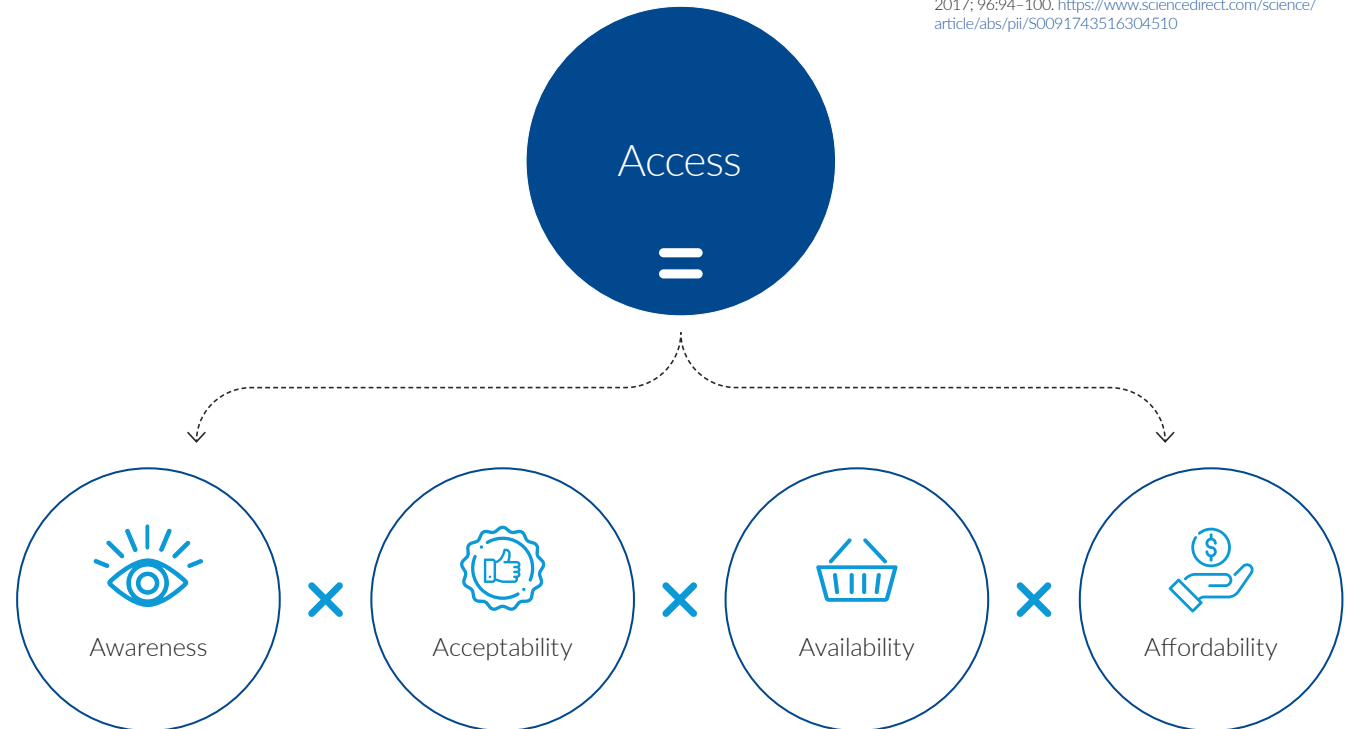 2017; 96:94–100. https://www.sciencedirect.com/science/
article/abs/pii/S0091743516304510
Access
=
Awareness × Acceptability × Availability × Affordability